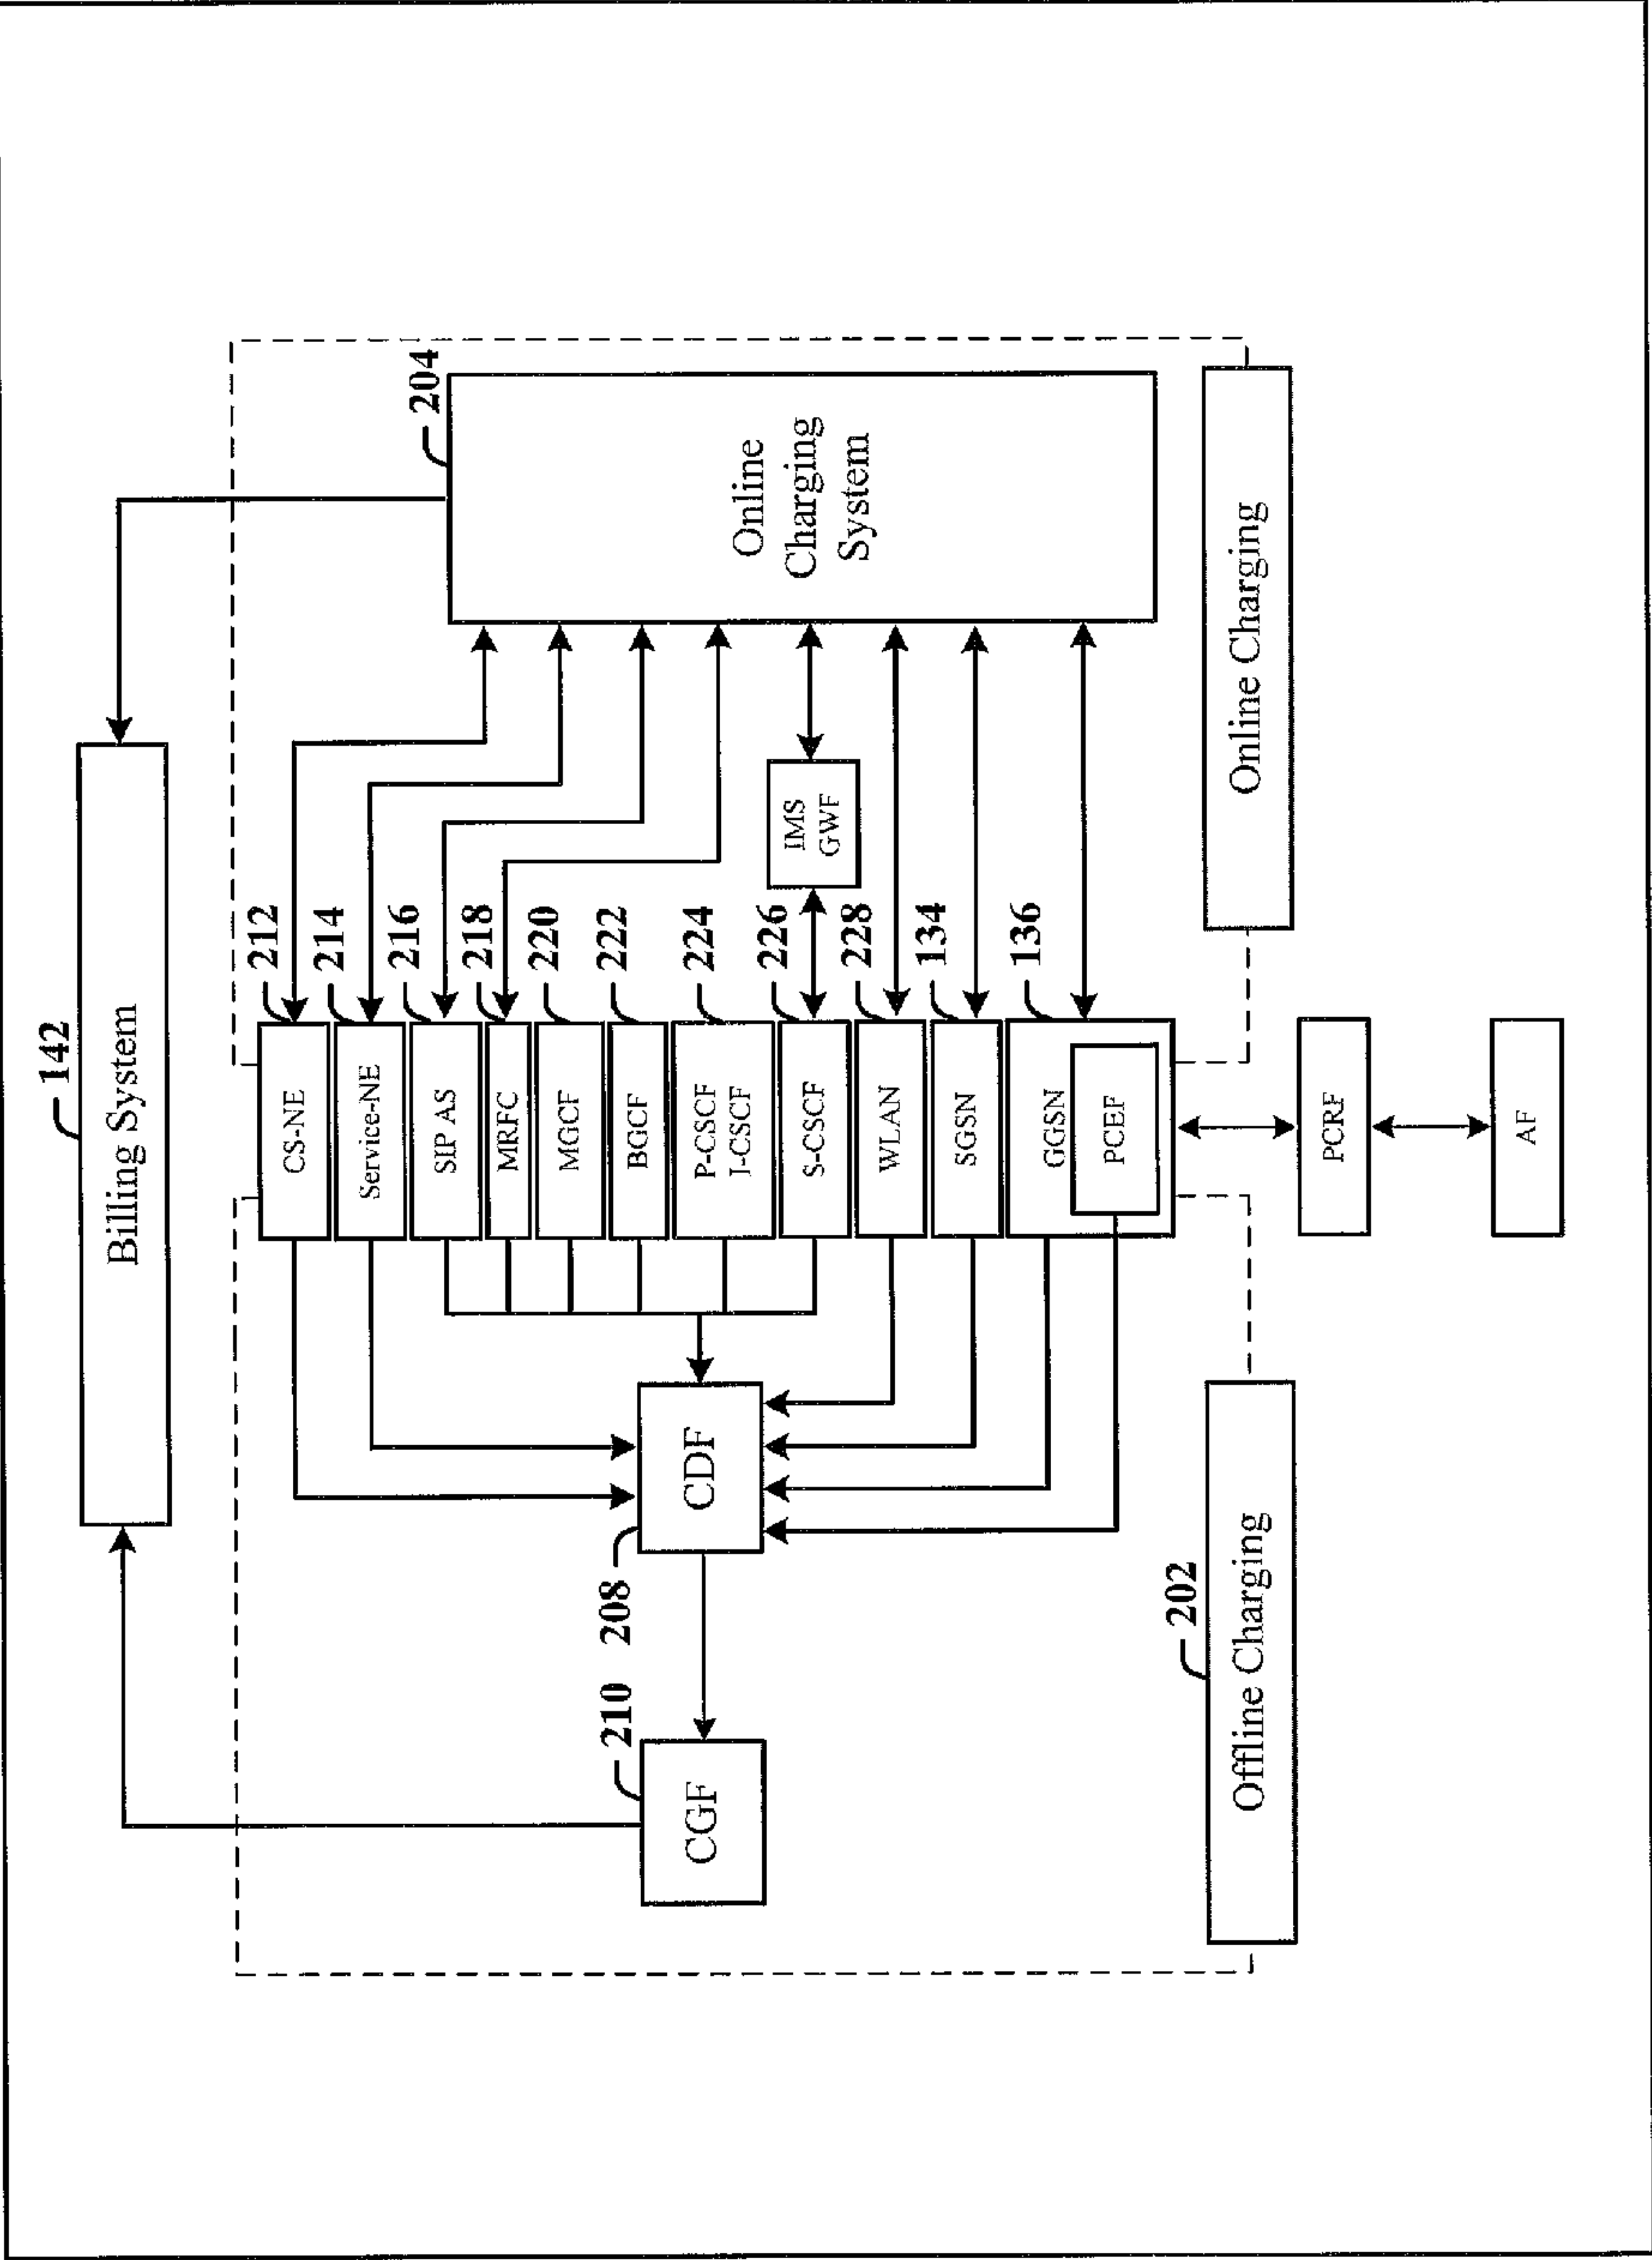 142
Billing System
204
Online
Charging
System
212
CS-NE
214
Service-NE
216
SIP AS
218
MRFC
220
MGCF
222
BGCF
224
P-CSCF
I-CSCF
226
S-CSCF
IMS
GWF
228
WLAN
134
SGSN
136
GGSN
PCEF
208
CDF
210
CGF
202
Offline Charging
Online Charging
PCRF
AF